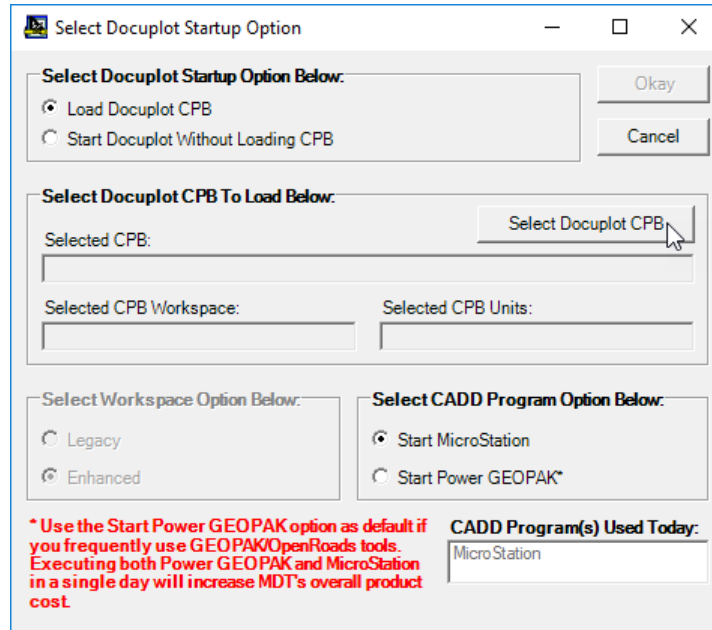 Select Docuplot Startup Option
Select Docuplot Startup Option Below:
Load Docuplot CPB
Start Docuplot Without Loading CPB
Okay
Cancel
Select Docuplot CPB To Load Below:
Select Docuplot CPB
Selected CPB:
Selected CPB Workspace:
Selected CPB Units:
Select Workspace Option Below:
Legacy
Enhanced
Select CADD Program Option Below:
Start MicroStation
Start Power GEOPAK*
* Use the Start Power GEOPAK option as default if
you frequently use GEOPAK/OpenRoads tools.
Executing both Power GEOPAK and MicroStation
in a single day will increase MDT's overall product
cost.
CADD Program(s) Used Today:
MicroStation